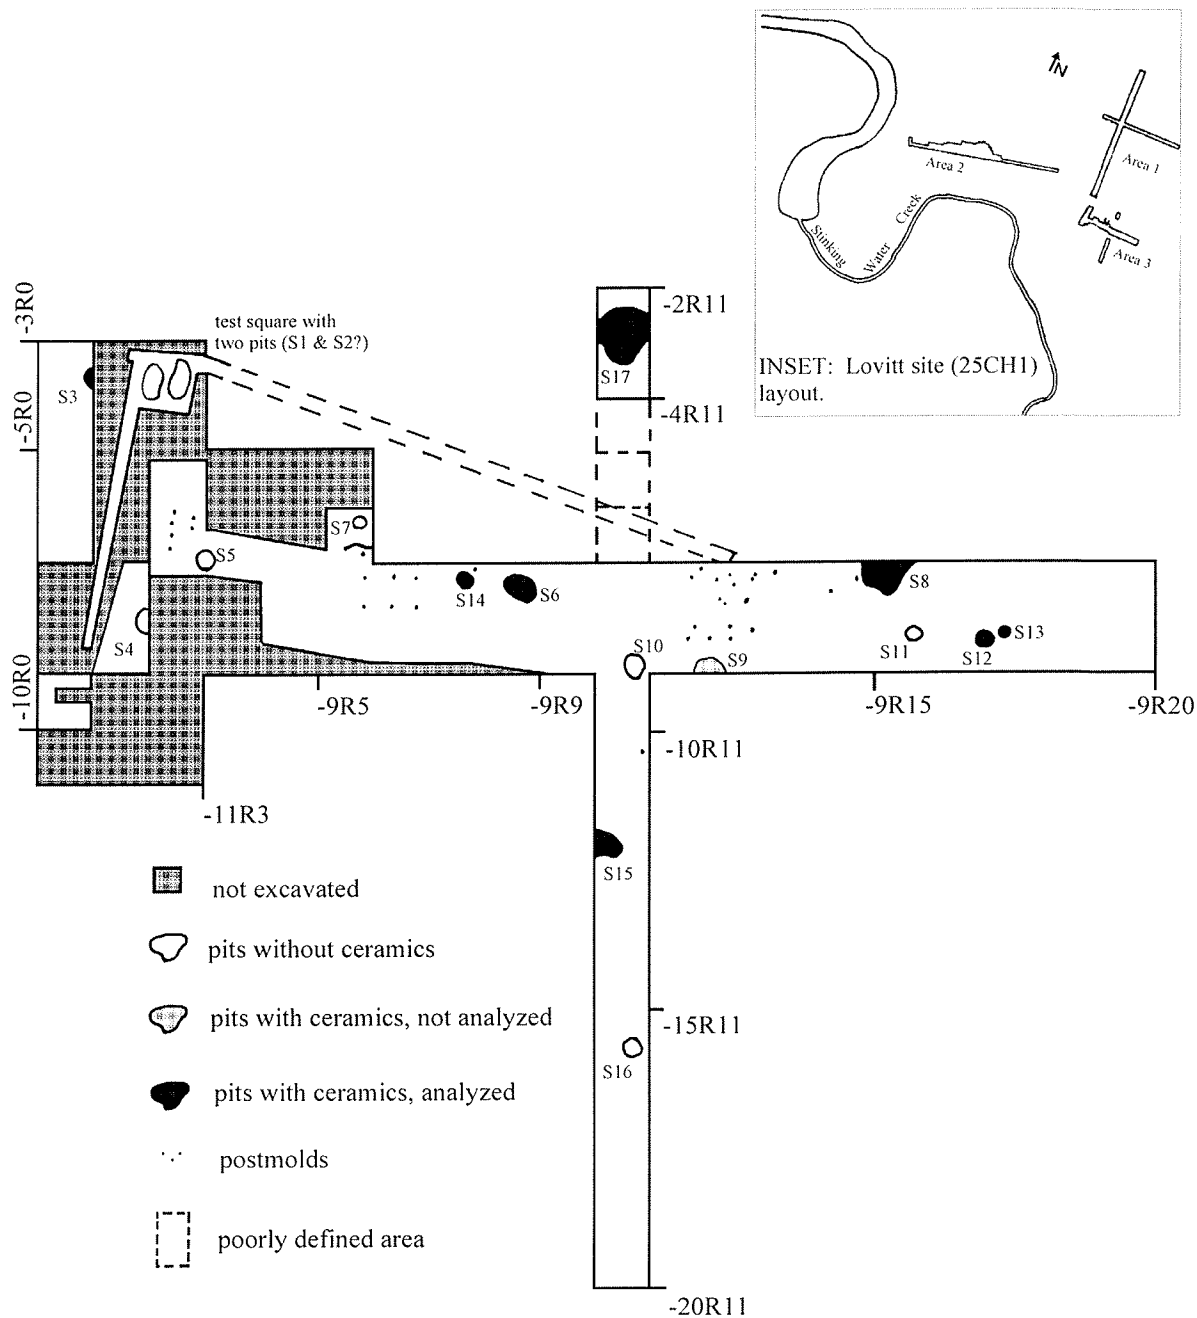 N
Area 1
Area 2
Area 3
Stinking
Water
Creek
INSET: Lovitt site (25CH1)
layout.
-3R0
-5R0
-10R0
test square with
two pits (S1 & S2?)
-2R11
-4R11
S3
S17
S7
S5
S4
S14
S6
S8
S10
S9
S11
S12
S13
-9R5
-9R9
-9R15
-9R20
-10R11
-11R3
S15
-15R11
S16
-20R11
not excavated
pits without ceramics
pits with ceramics, not analyzed
pits with ceramics, analyzed
postmolds
poorly defined area